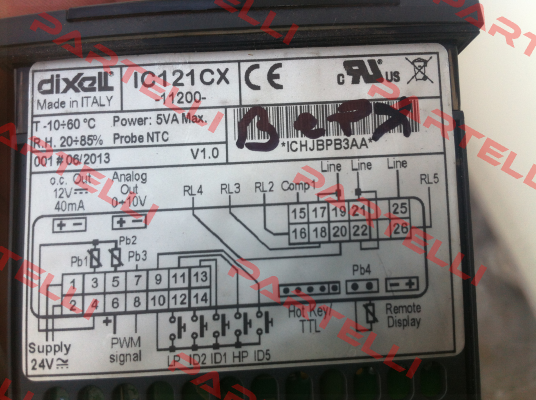 dixell
Made in ITALY
IC121CX
-11200-
CE
c RU us
T -10÷60 °C
Power: 5VA Max.
R.H. 20÷85%
Probe NTC
001 # 06/2013
V1.0
*ICHJBPB3AA*
o.c. Out
12V
40mA
Analog
Out
0÷10V
RL4
RL3
RL2
Comp
Line
Line
Line
RL5
15 17 19 21 25
16 18 20 22 26
Pb1
Pb2
Pb3
1 3 5 7 9 11 13
2 4 6 8 10 12 14
Pb4
Hot Key/
TTL
Remote
Display
Supply
24V
PWM
signal
LP ID2 ID1 HP ID5
PARTELLI